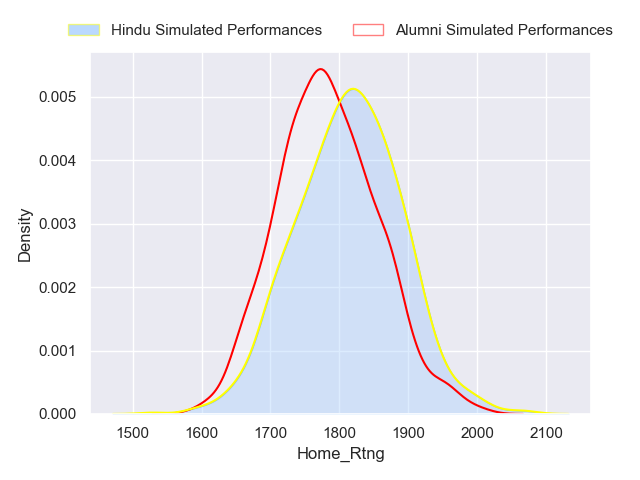 Hindu Simulated Performances Alumni Simulated Performances
0.005
0.004
0.003
0.002
0.001
0.000
Density
1500 1600 1700 1800 1900 2000 2100
Home_Rtng